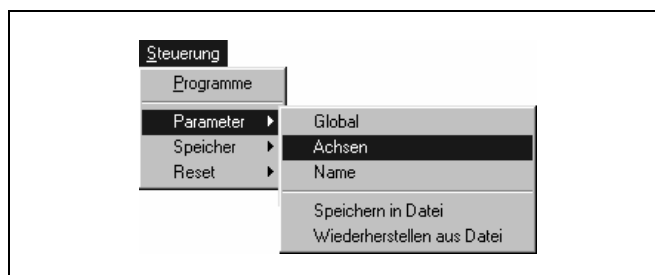 Steuerung
Programme
Parameter
Speicher
Reset
Global
Achsen
Name
Speichern in Datei
Wiederherstellen aus Datei